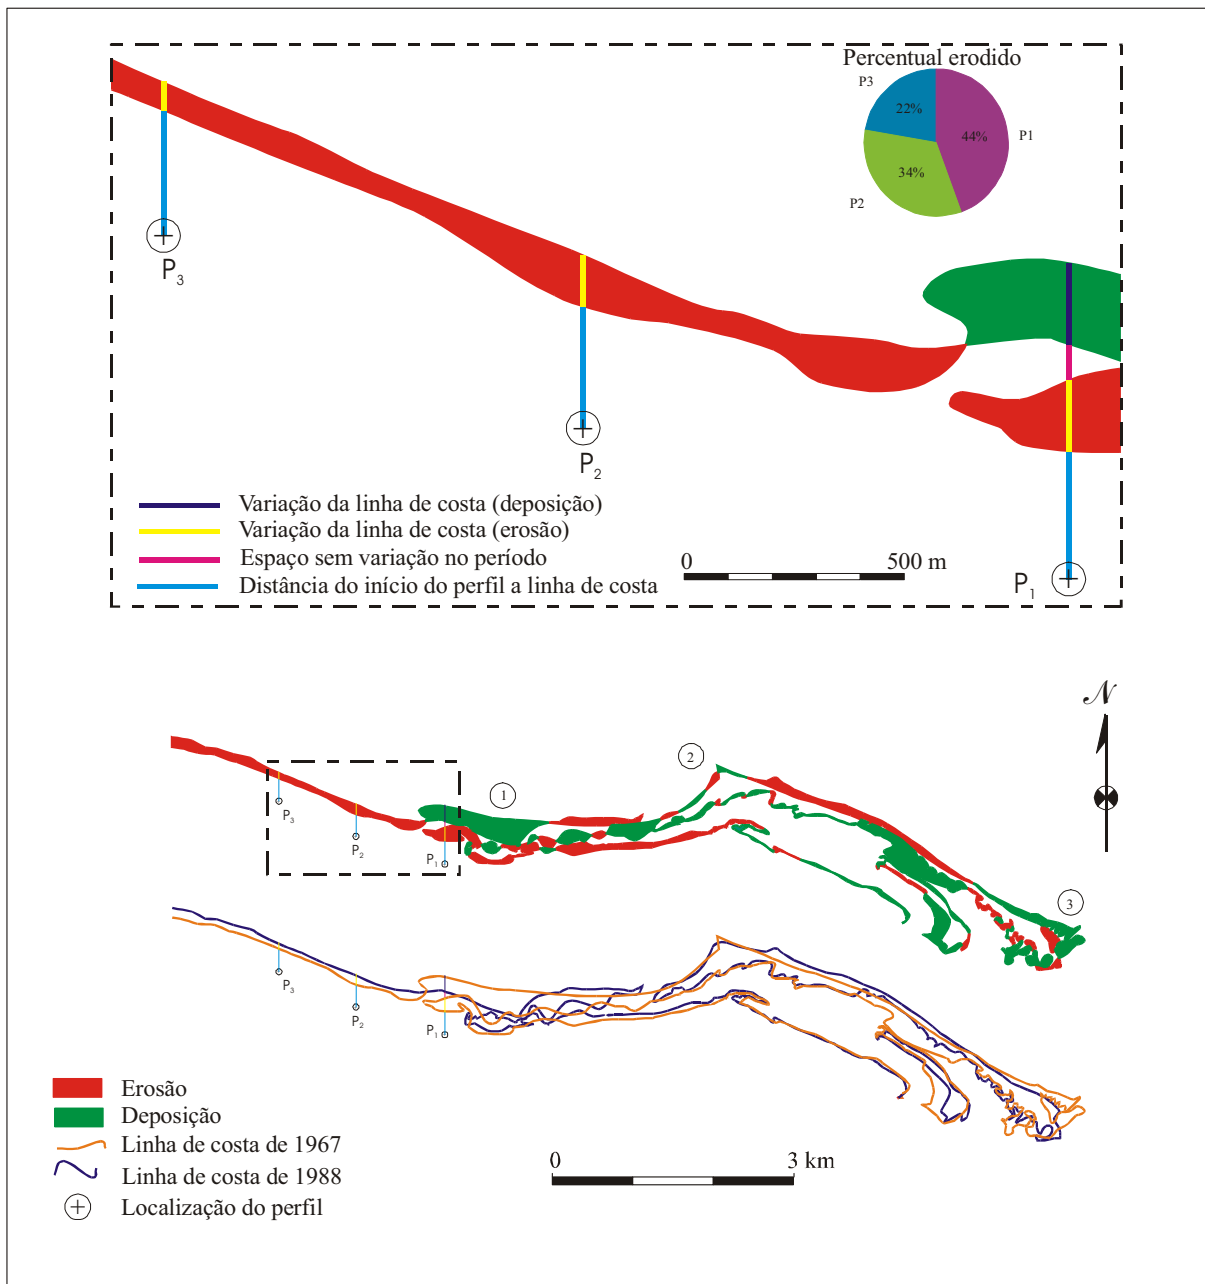 Percentual erodido
P3
22%
44%
P1
34%
P2
P3
P2
P1
Variação da linha de costa (deposição)
Variação da linha de costa (erosão)
Espaço sem variação no período
Distância do início do perfil a linha de costa
0 500 m
N
1
2
3
P3
P2
P1
P3
P2
P1
Erosão
Deposição
Linha de costa de 1967
Linha de costa de 1988
Localização do perfil
0 3 km